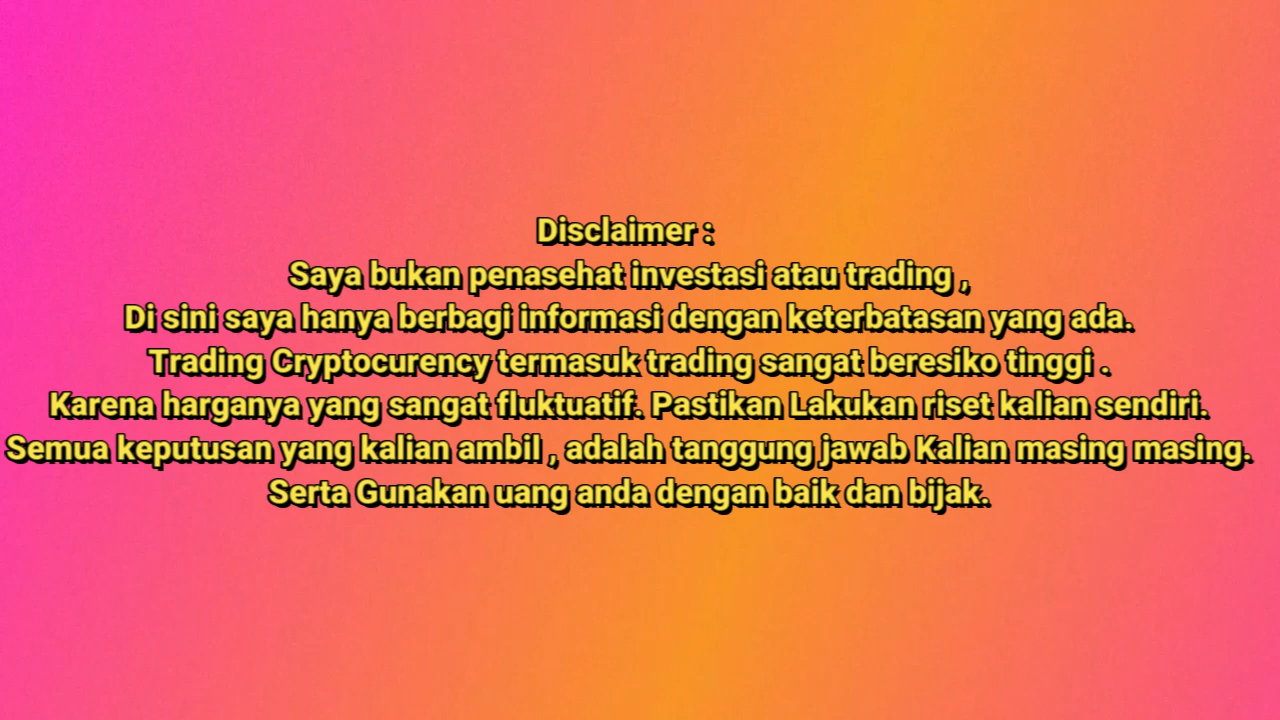 Disclaimer :
Saya bukan penasehat investasi atau trading ,
Di sini saya hanya berbagi informasi dengan keterbatasan yang ada.
Trading Cryptocurency termasuk trading sangat beresiko tinggi .
Karena harganya yang sangat fluktuatif. Pastikan Lakukan riset kalian sendiri.
Semua keputusan yang kalian ambil , adalah tanggung jawab Kalian masing masing.
Serta Gunakan uang anda dengan baik dan bijak.